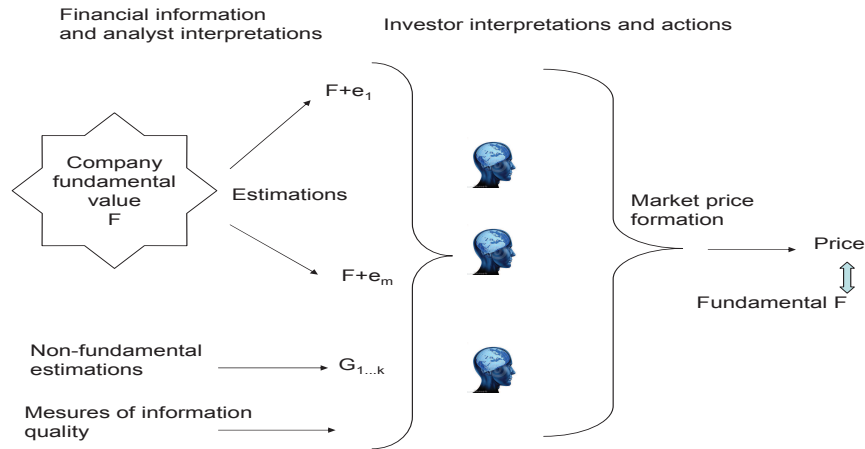 Financial information
and analyst interpretations
Investor interpretations and actions
F+e1
Company
fundamental
value
F
Estimations
F+em
Market price
formation
Price
Fundamental F
Non-fundamental
estimations
G1...k
Mesures of information
quality